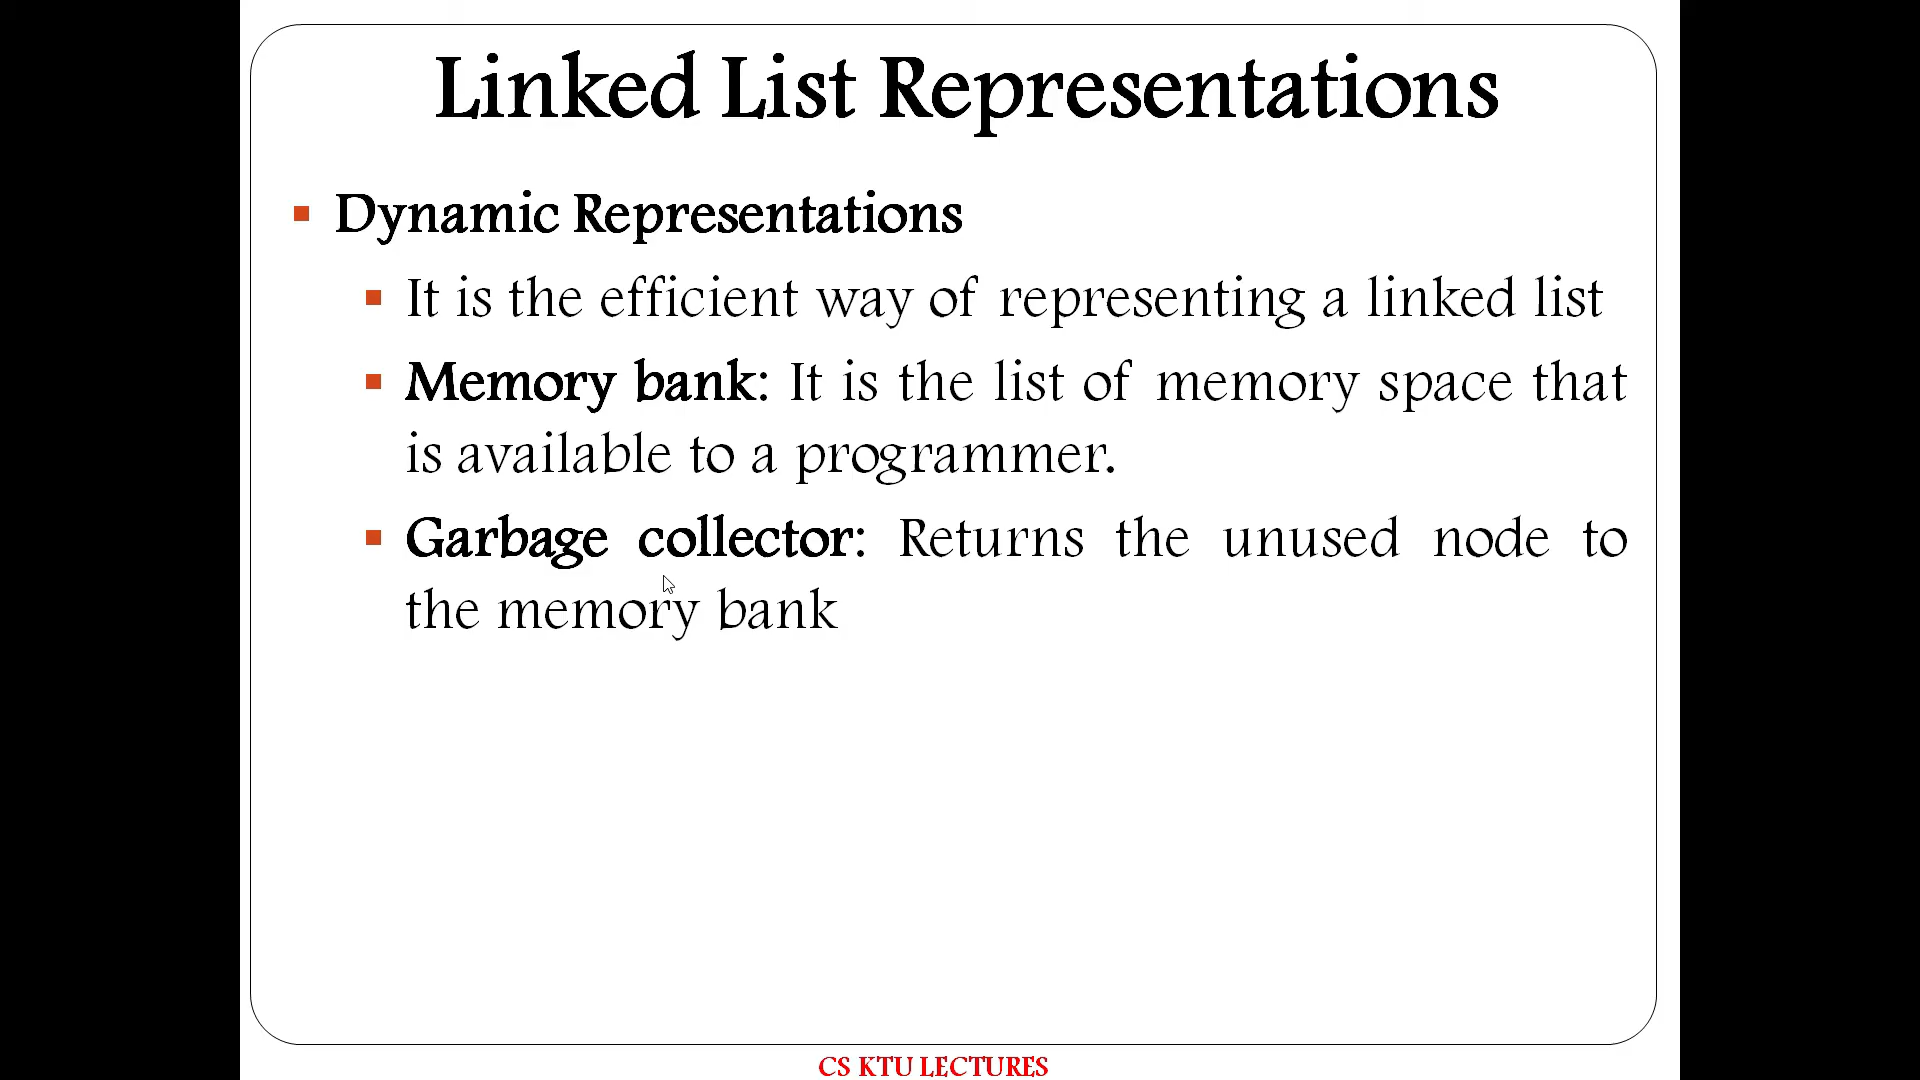 Linked List Representations
Dynamic Representations
It is the efficient way of representing a linked list
Memory bank: It is the list of memory space that
is available to a programmer.
Garbage collector: Returns the unused node to
the memory bank
CS KTU LECTURES